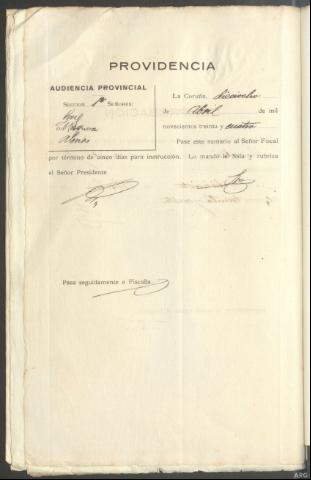 PROVIDENCIA
AUDIENCIA PROVINCIAL
SECCIÓN 1ª SEÑORES:
La Coruña, dieciocho
de Abril de mil
novecientos treinta y cuatro
Pase este sumario al Señor Fiscal
por término de cinco días para instrucción. Lo mandó la Sala y rubrica
el Señor Presidente
Pasa seguidamente a Fiscalía
ARG